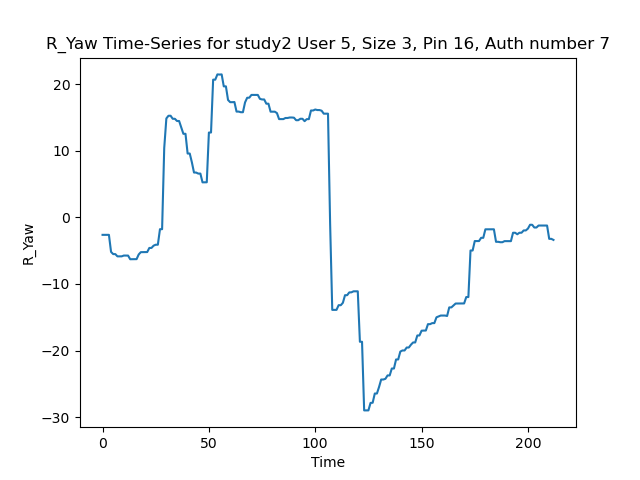 R_Yaw Time-Series for study2 User 5, Size 3, Pin 16, Auth number 7
20
10
0
−10
−20
−30
R_Yaw
0 50 100 150 200
Time